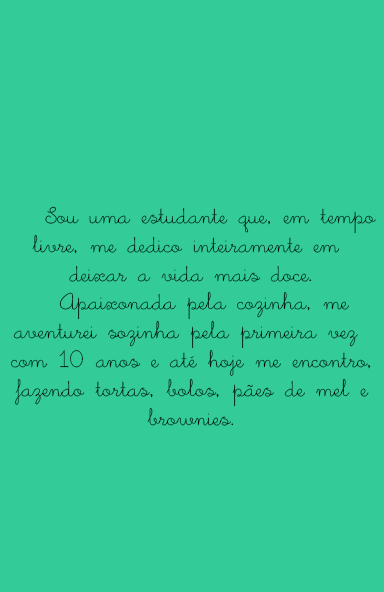 Sou uma estudante que, em tempo
livre, me dedico inteiramente em
deixar a vida mais doce.
Apaixonada pela cozinha, me
aventurei sozinha pela primeira vez
com 10 anos e até hoje me encontro,
fazendo tortas, bolos, pães de mel e
brownies.